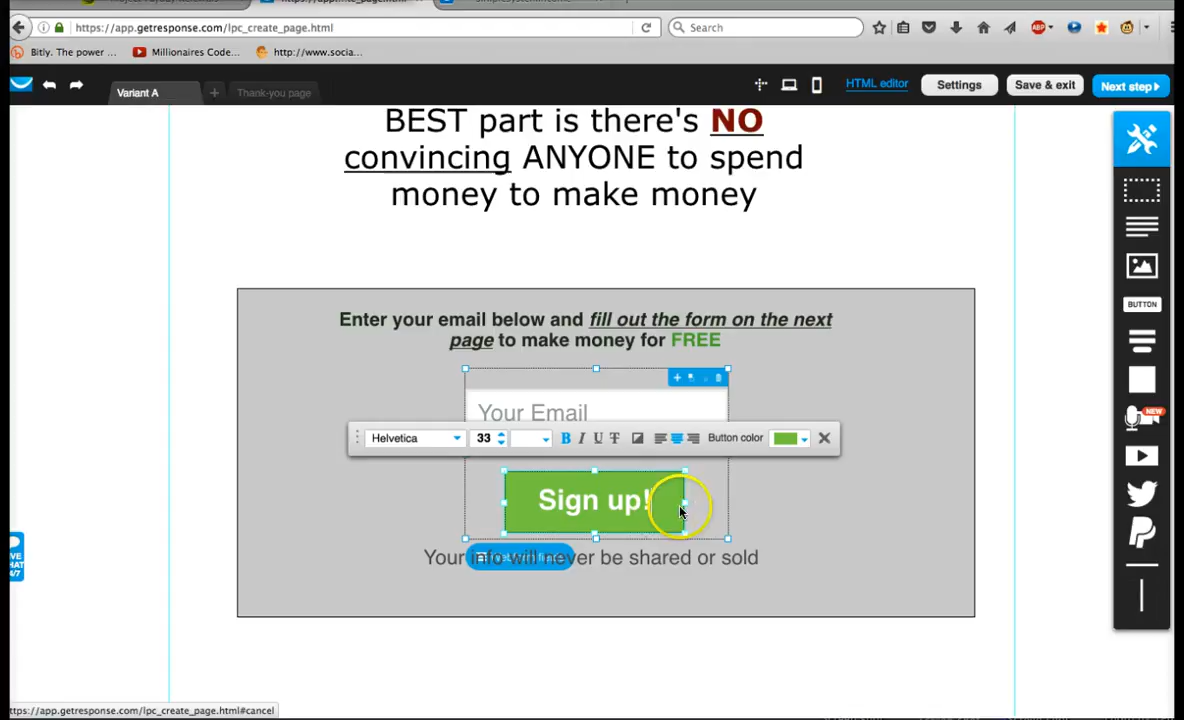 https://app.getresponse.com/lpc_create_page.html
Search
ABP
Bitly. The power ...
Millionaires Code...
http://www.socia...
Variant A
+
Thank-you page
HTML editor
Settings
Save & exit
Next step
BEST part is there's NO
convincing ANYONE to spend
money to make money
BUTTON
Enter your email below and fill out the form on the next
page to make money for FREE
Your Email
NEW
Helvetica
33
B I U T
Button color
Sign up!
Your info will never be shared or sold
24/7
https://app.getresponse.com/lpc_create_page.html#cancel